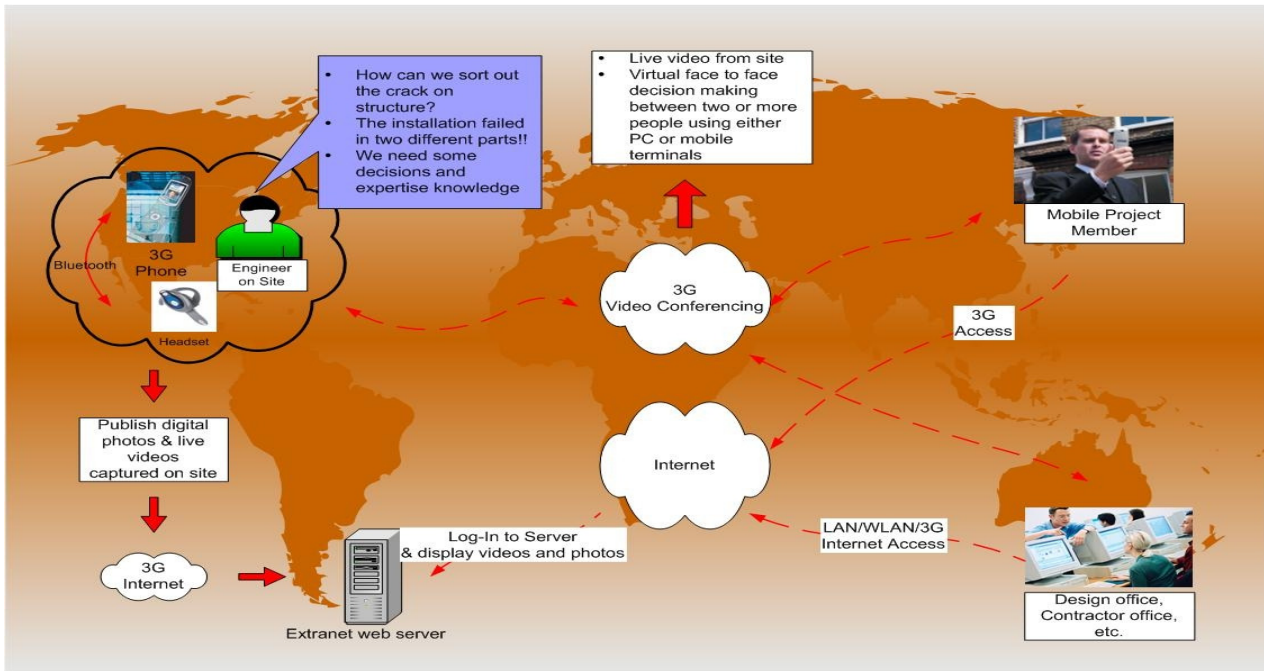 • How can we sort out
the crack on
structure?
• The installation failed
in two different parts!!
• We need some
decisions and
expertise knowledge
• Live video from site
• Virtual face to face
decision making
between two or more
people using either
PC or mobile
terminals
Mobile Project
Member
Bluetooth
3G
Phone
Engineer
on Site
Headset
3G
Video Conferencing
3G
Access
Publish digital
photos & live
videos
captured on site
Internet
LAN/WLAN/3G
Internet Access
Log-In to Server
& display videos and photos
3G
Internet
Extranet web server
Design office,
Contractor office,
etc.